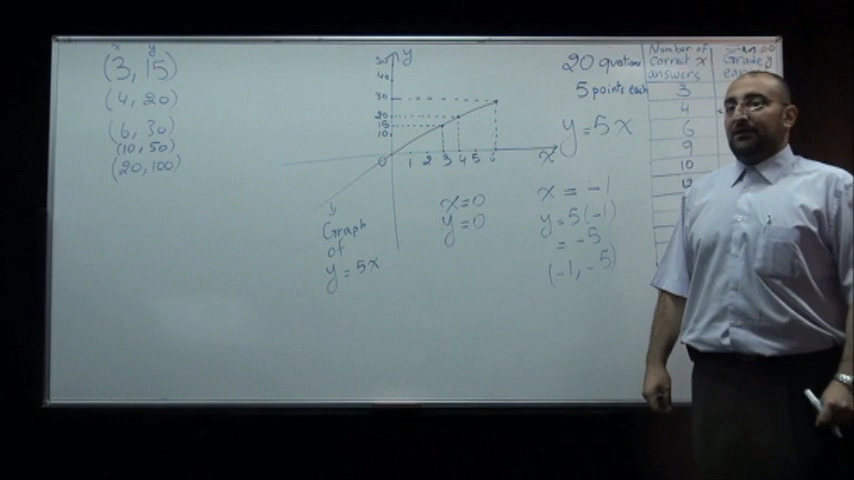 x y
(3, 15)
(4, 20)
(6, 30)
(10, 50)
(20, 100)
y
50
40
30
20
15
10
0 1 2 3 4 5 6 x
Graph
of
y = 5x
x=0
y=0
20 questions
5 points each
y=5x
x = -1
y = 5(-1)
= -5
(-1, -5)
Number of
correct x
answers
3
4
6
9
10
12
Grade y